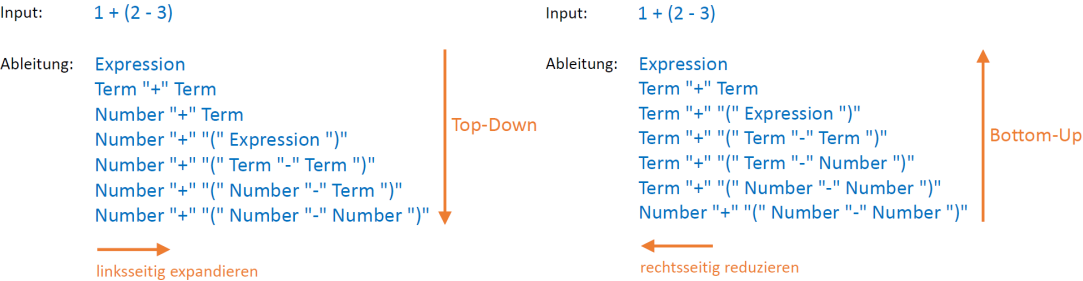 Input: 1 + (2 - 3)
Ableitung: Expression
Term "+" Term
Number "+" Term
Number "+" "(" Expression ")"
Number "+" "(" Term "-" Term ")"
Number "+" "(" Number "-" Term ")"
Number "+" "(" Number "-" Number ")"
Top-Down
linksseitig expandieren
Input: 1 + (2 - 3)
Ableitung: Expression
Term "+" Term
Term "+" "(" Expression ")"
Term "+" "(" Term "-" Term ")"
Term "+" "(" Term "-" Number ")"
Term "+" "(" Number "-" Number ")"
Number "+" "(" Number "-" Number ")"
Bottom-Up
rechtsseitig reduzieren